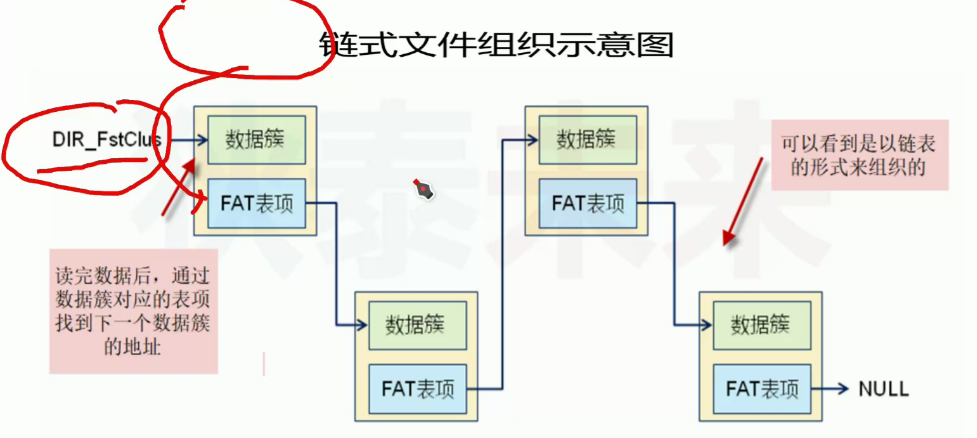 链式文件组织示意图
DIR_FstClus
数据簇
FAT表项
数据簇
FAT表项
可以看到是以链表
的形式来组织的
读完数据后，通过
数据簇对应的表项
找到下一个数据簇
的地址
数据簇
FAT表项
数据簇
FAT表项
NULL